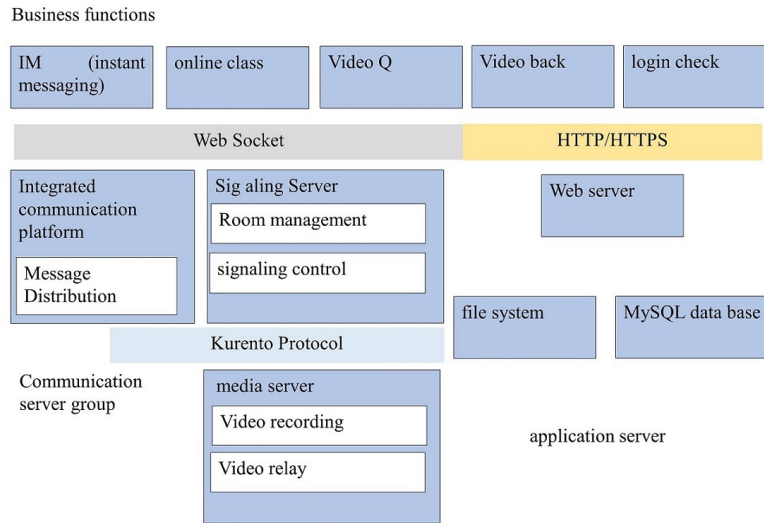 Business functions
IM (instant
messaging)
online class
Video Q
Video back
login check
Web Socket
HTTP/HTTPS
Integrated
communication
platform
Message
Distribution
Sig aling Server
Room management
signaling control
Web server
file system
MySQL data base
Kurento Protocol
Communication
server group
media server
Video recording
Video relay
application server